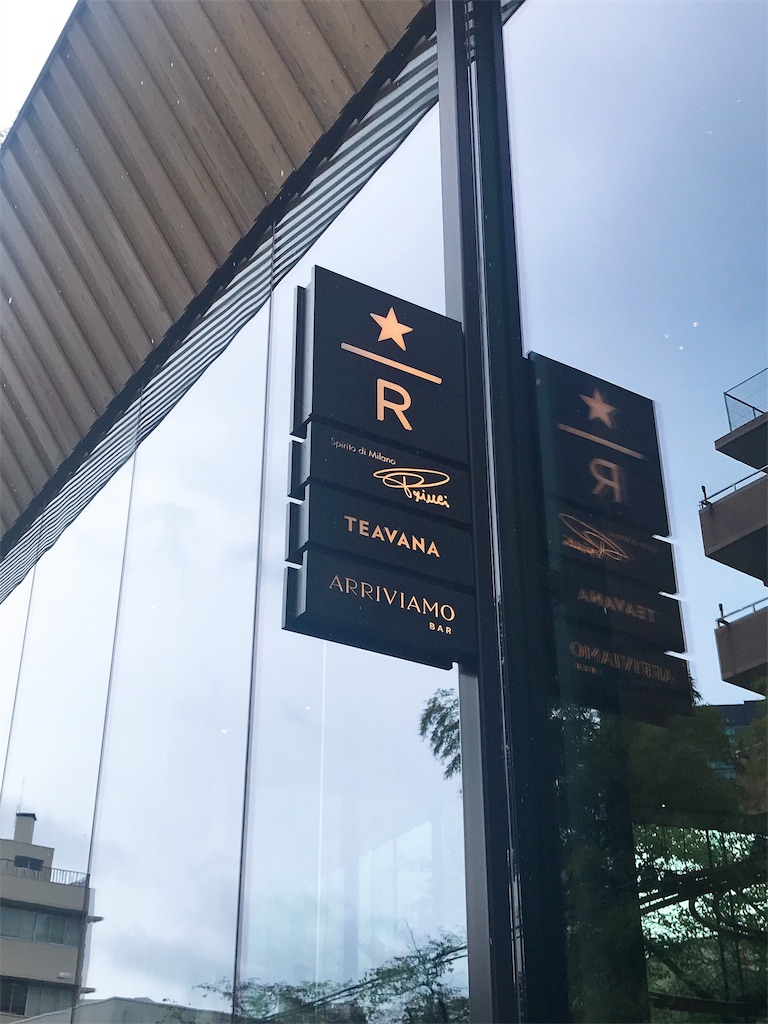 R
Spirito di Milano
Princi
TEAVANA
ARRIVIAMO
BAR